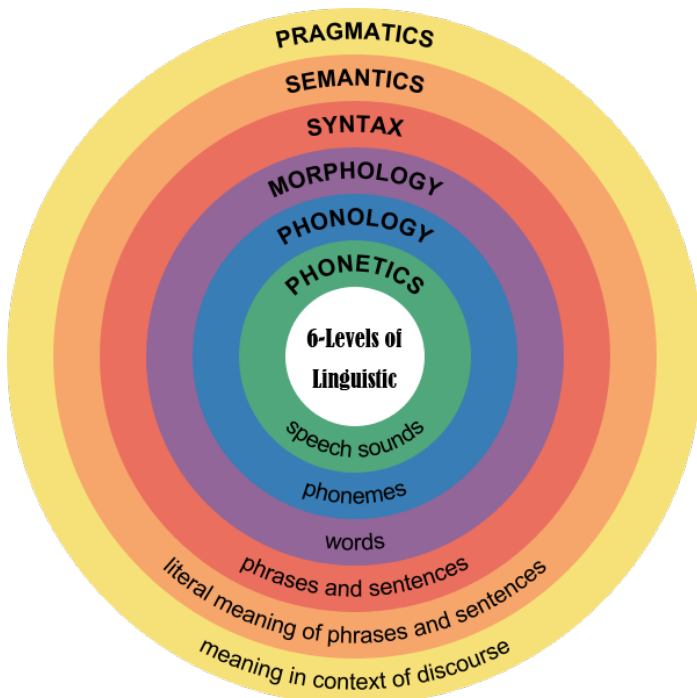 PRAGMATICS
SEMANTICS
SYNTAX
MORPHOLOGY
PHONOLOGY
PHONETICS
6-Levels of
Linguistic
speech sounds
phonemes
words
phrases and sentences
literal meaning of phrases and sentences
meaning in context of discourse